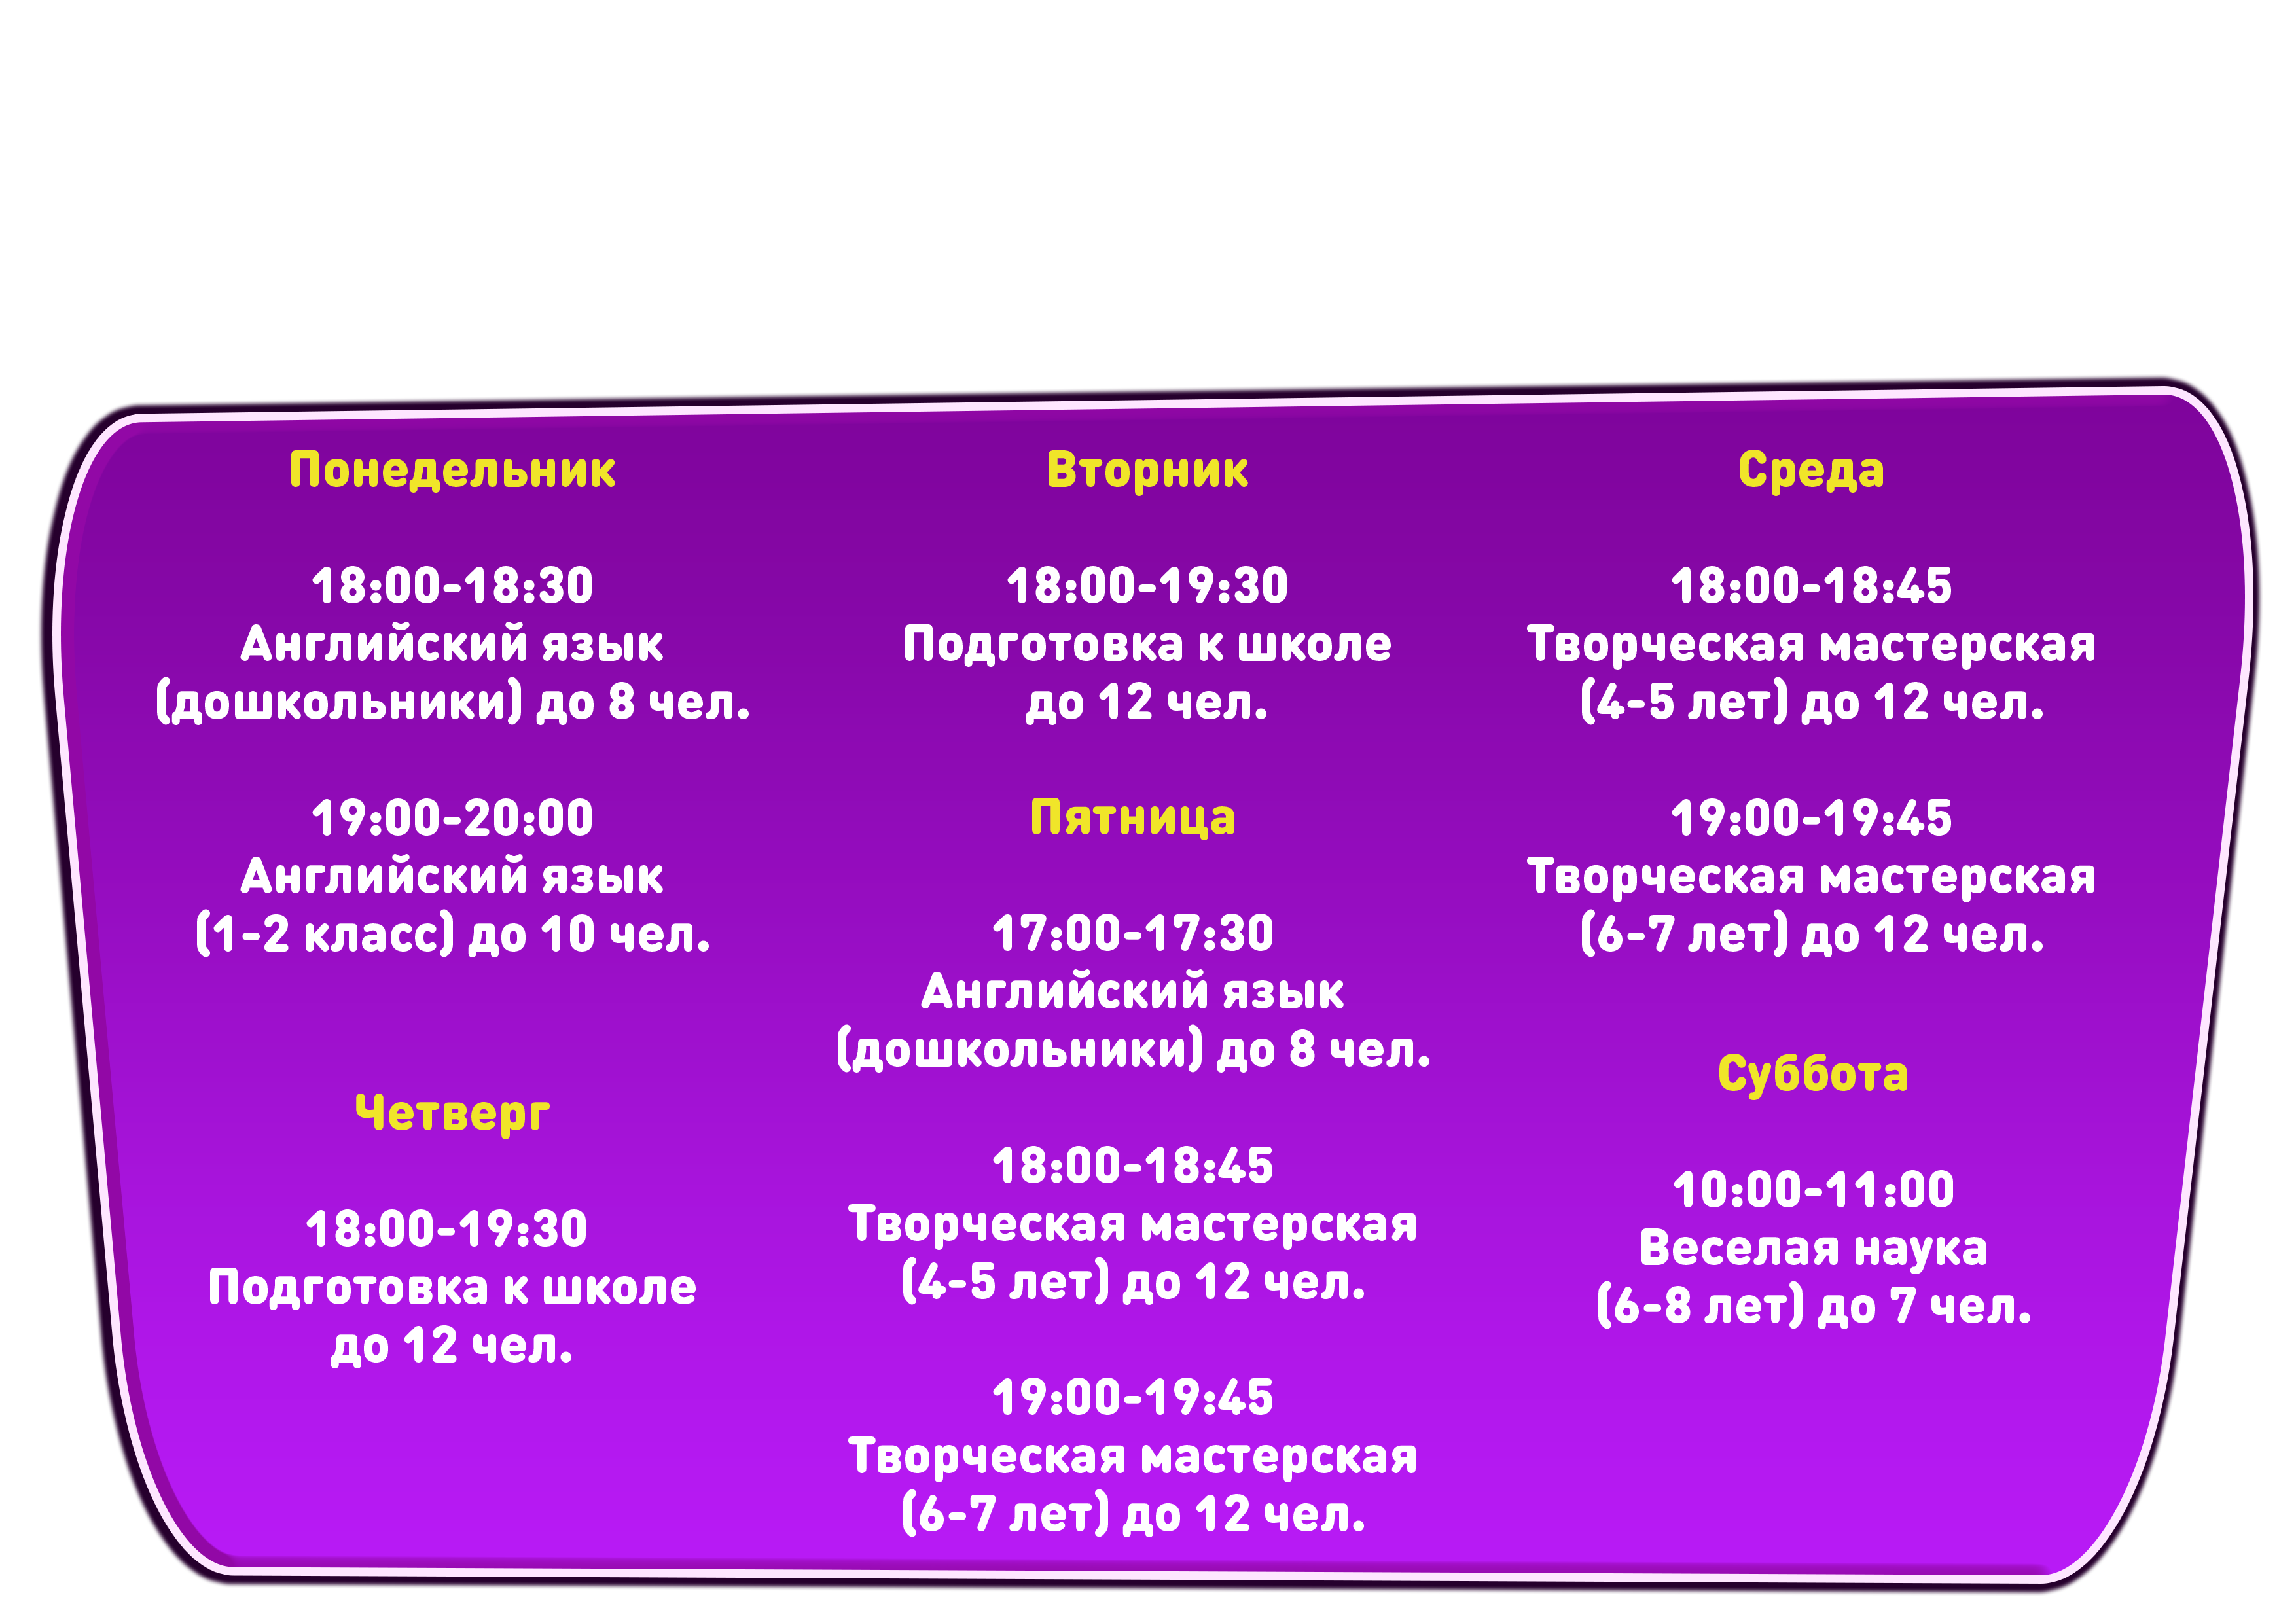 Понедельник
18:00-18:30
Английский язык
(дошкольники) до 8 чел.
19:00-20:00
Английский язык
(1-2 класс) до 10 чел.
Четверг
18:00-19:30
Подготовка к школе
до 12 чел.
Вторник
18:00-19:30
Подготовка к школе
до 12 чел.
Пятница
17:00-17:30
Английский язык
(дошкольники) до 8 чел.
18:00-18:45
Творческая мастерская
(4-5 лет) до 12 чел.
19:00-19:45
Творческая мастерская
(6-7 лет) до 12 чел.
Среда
18:00-18:45
Творческая мастерская
(4-5 лет) до 12 чел.
19:00-19:45
Творческая мастерская
(6-7 лет) до 12 чел.
Суббота
10:00-11:00
Веселая наука
(6-8 лет) до 7 чел.